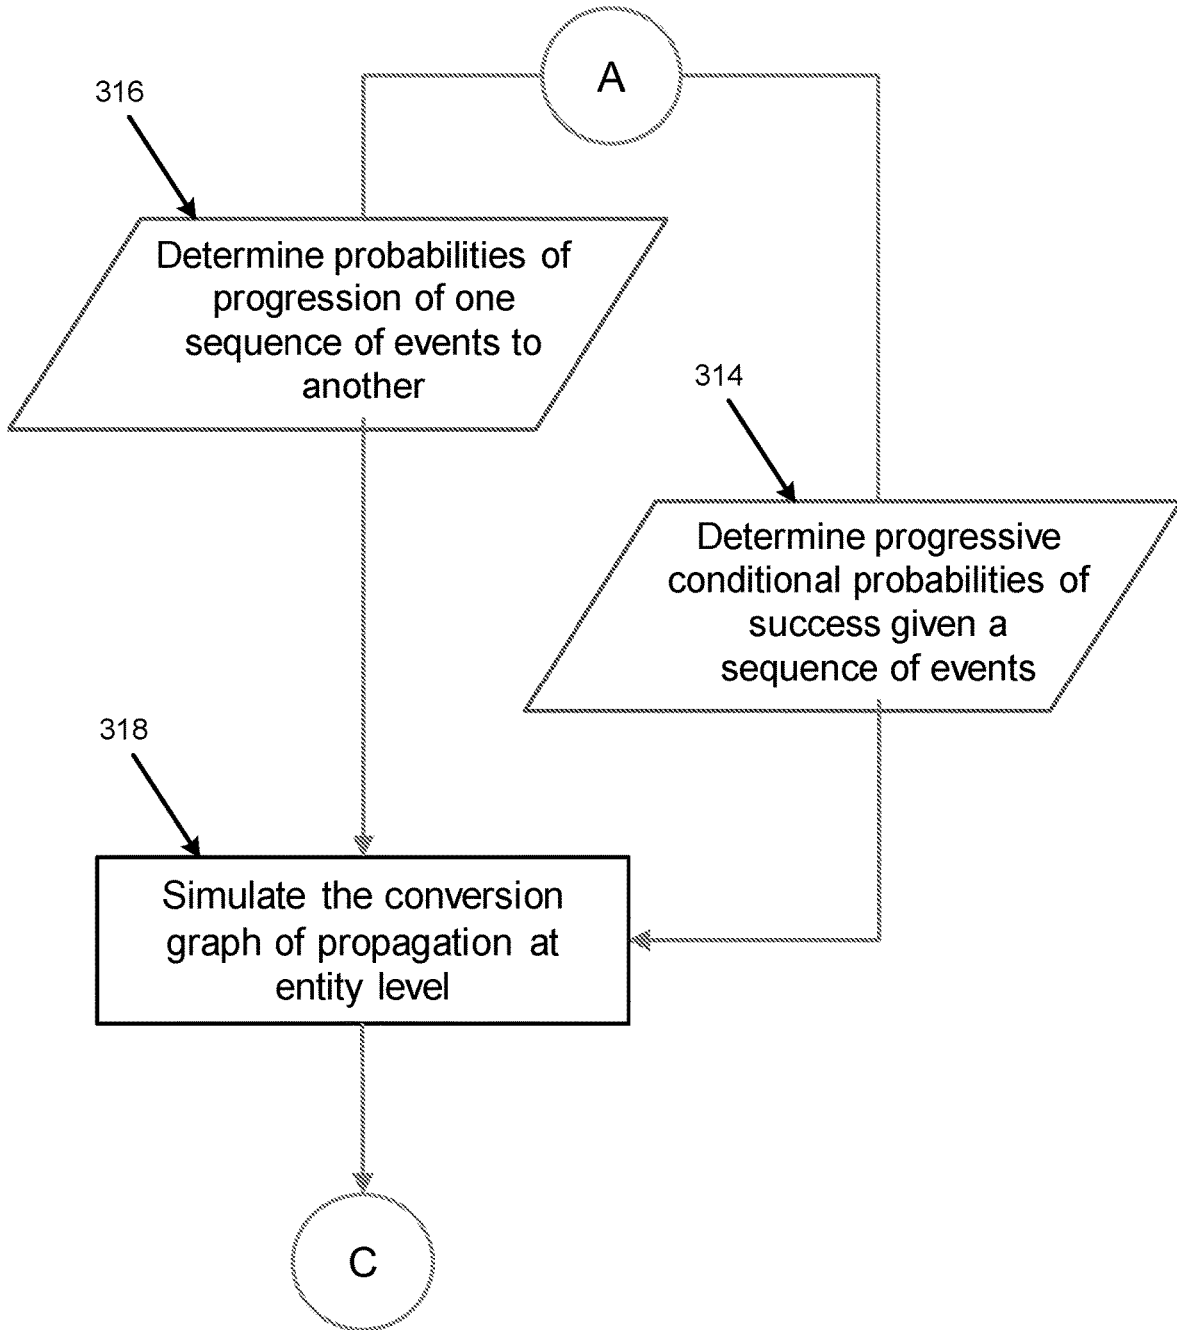 A
316
Determine probabilities of
progression of one
sequence of events to
another
314
Determine progressive
conditional probabilities of
success given a
sequence of events
318
Simulate the conversion
graph of propagation at
entity level
C